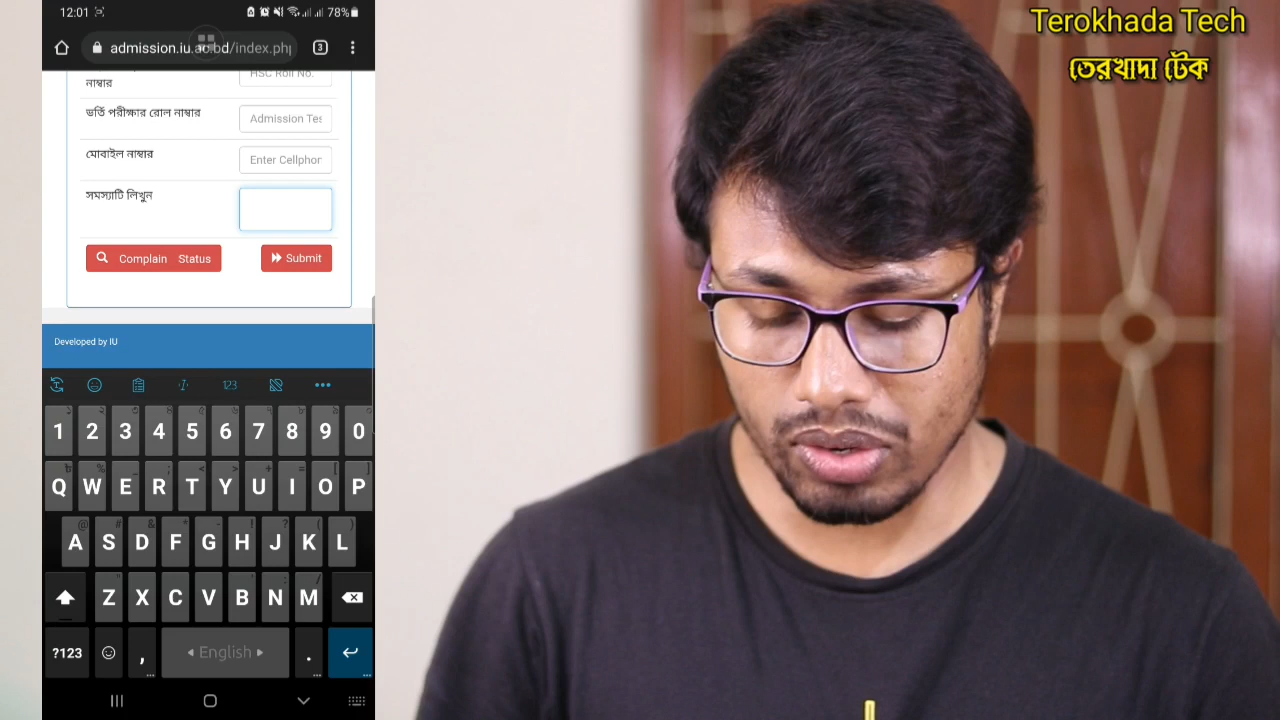 12:01
78%
Terokhada Tech
তেরখাদা টেক
admission.iu.ac.bd/index.php
3
নাম্বার
HSC Roll No.
ভর্তি পরীক্ষার রোল নাম্বার
Admission Tes
মোবাইল নাম্বার
Enter Cellphon
সমস্যাটি লিখুন
Complain Status
Submit
Developed by IU
123
1 2 3 4 5 6 7 8 9 0
Q W E R T Y U I O P
A S D F G H J K L
Z X C V B N M
?123 , English .